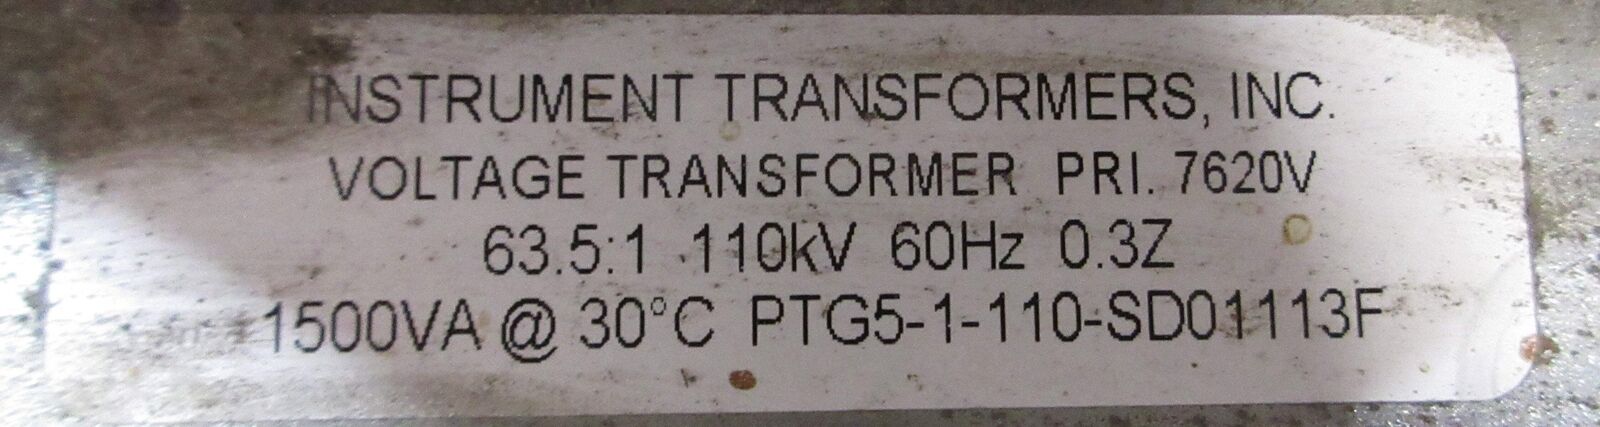 INSTRUMENT TRANSFORMERS, INC.
VOLTAGE TRANSFORMER PRI. 7620V
63.5:1 110kV 60Hz 0.3Z
1500VA @ 30°C PTG5-1-110-SD01113F